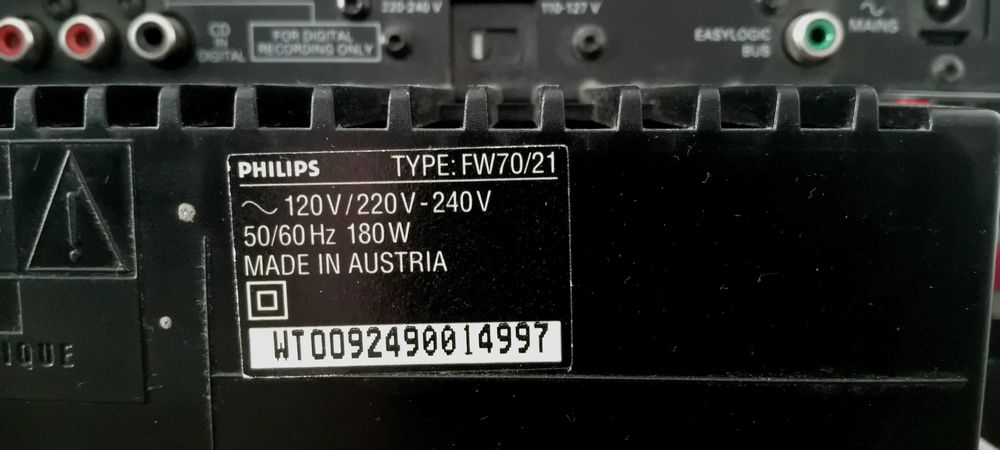 220-240 V
110-127 V
CD
IN
DIGITAL
FOR DIGITAL
RECORDING ONLY
EASYLOGIC
BUS
∼
MAINS
PHILIPS TYPE: FW70/21
∼ 120V/220V-240V
50/60Hz 180W
MADE IN AUSTRIA
WT0092490014997
IQUE